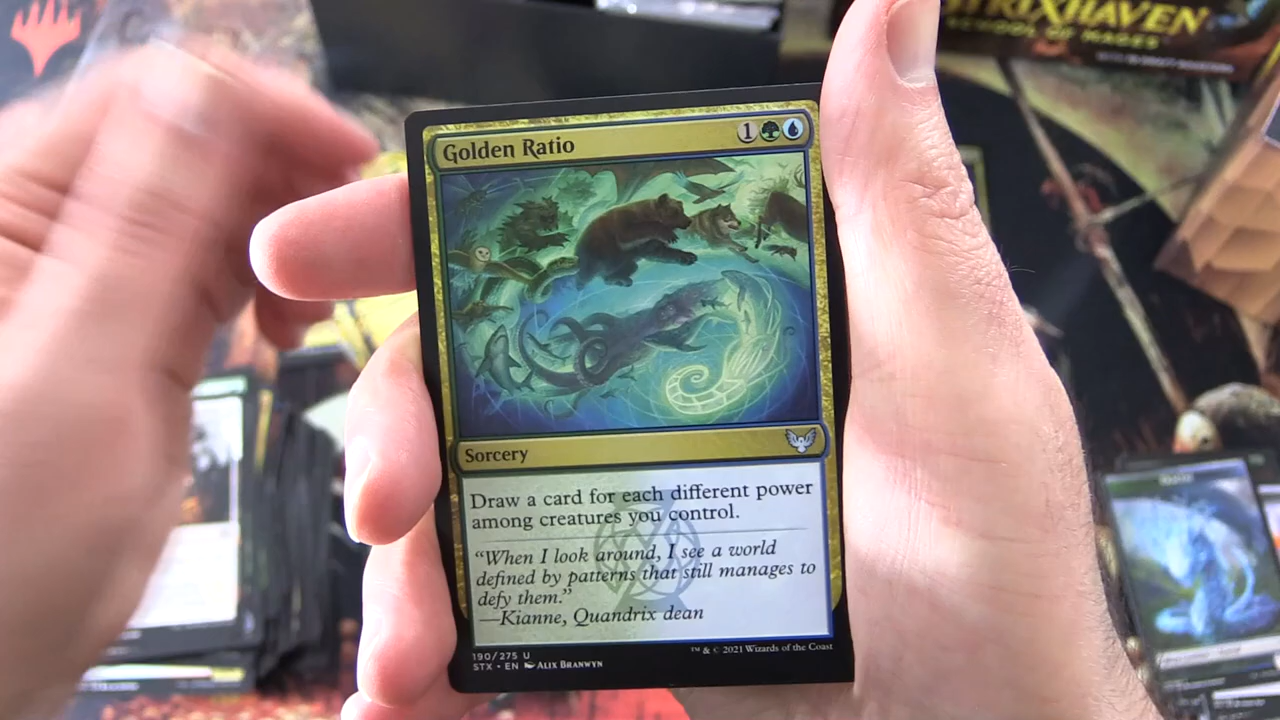 STRIXHAVEN
SCHOOL OF MAGES
Golden Ratio
1
Sorcery
Draw a card for each different power
among creatures you control.
“When I look around, I see a world
defined by patterns that still manages to
defy them.”
—Kianne, Quandrix dean
190/275 U
STX • EN ALIX BRANWYN
™ & © 2021 Wizards of the Coast